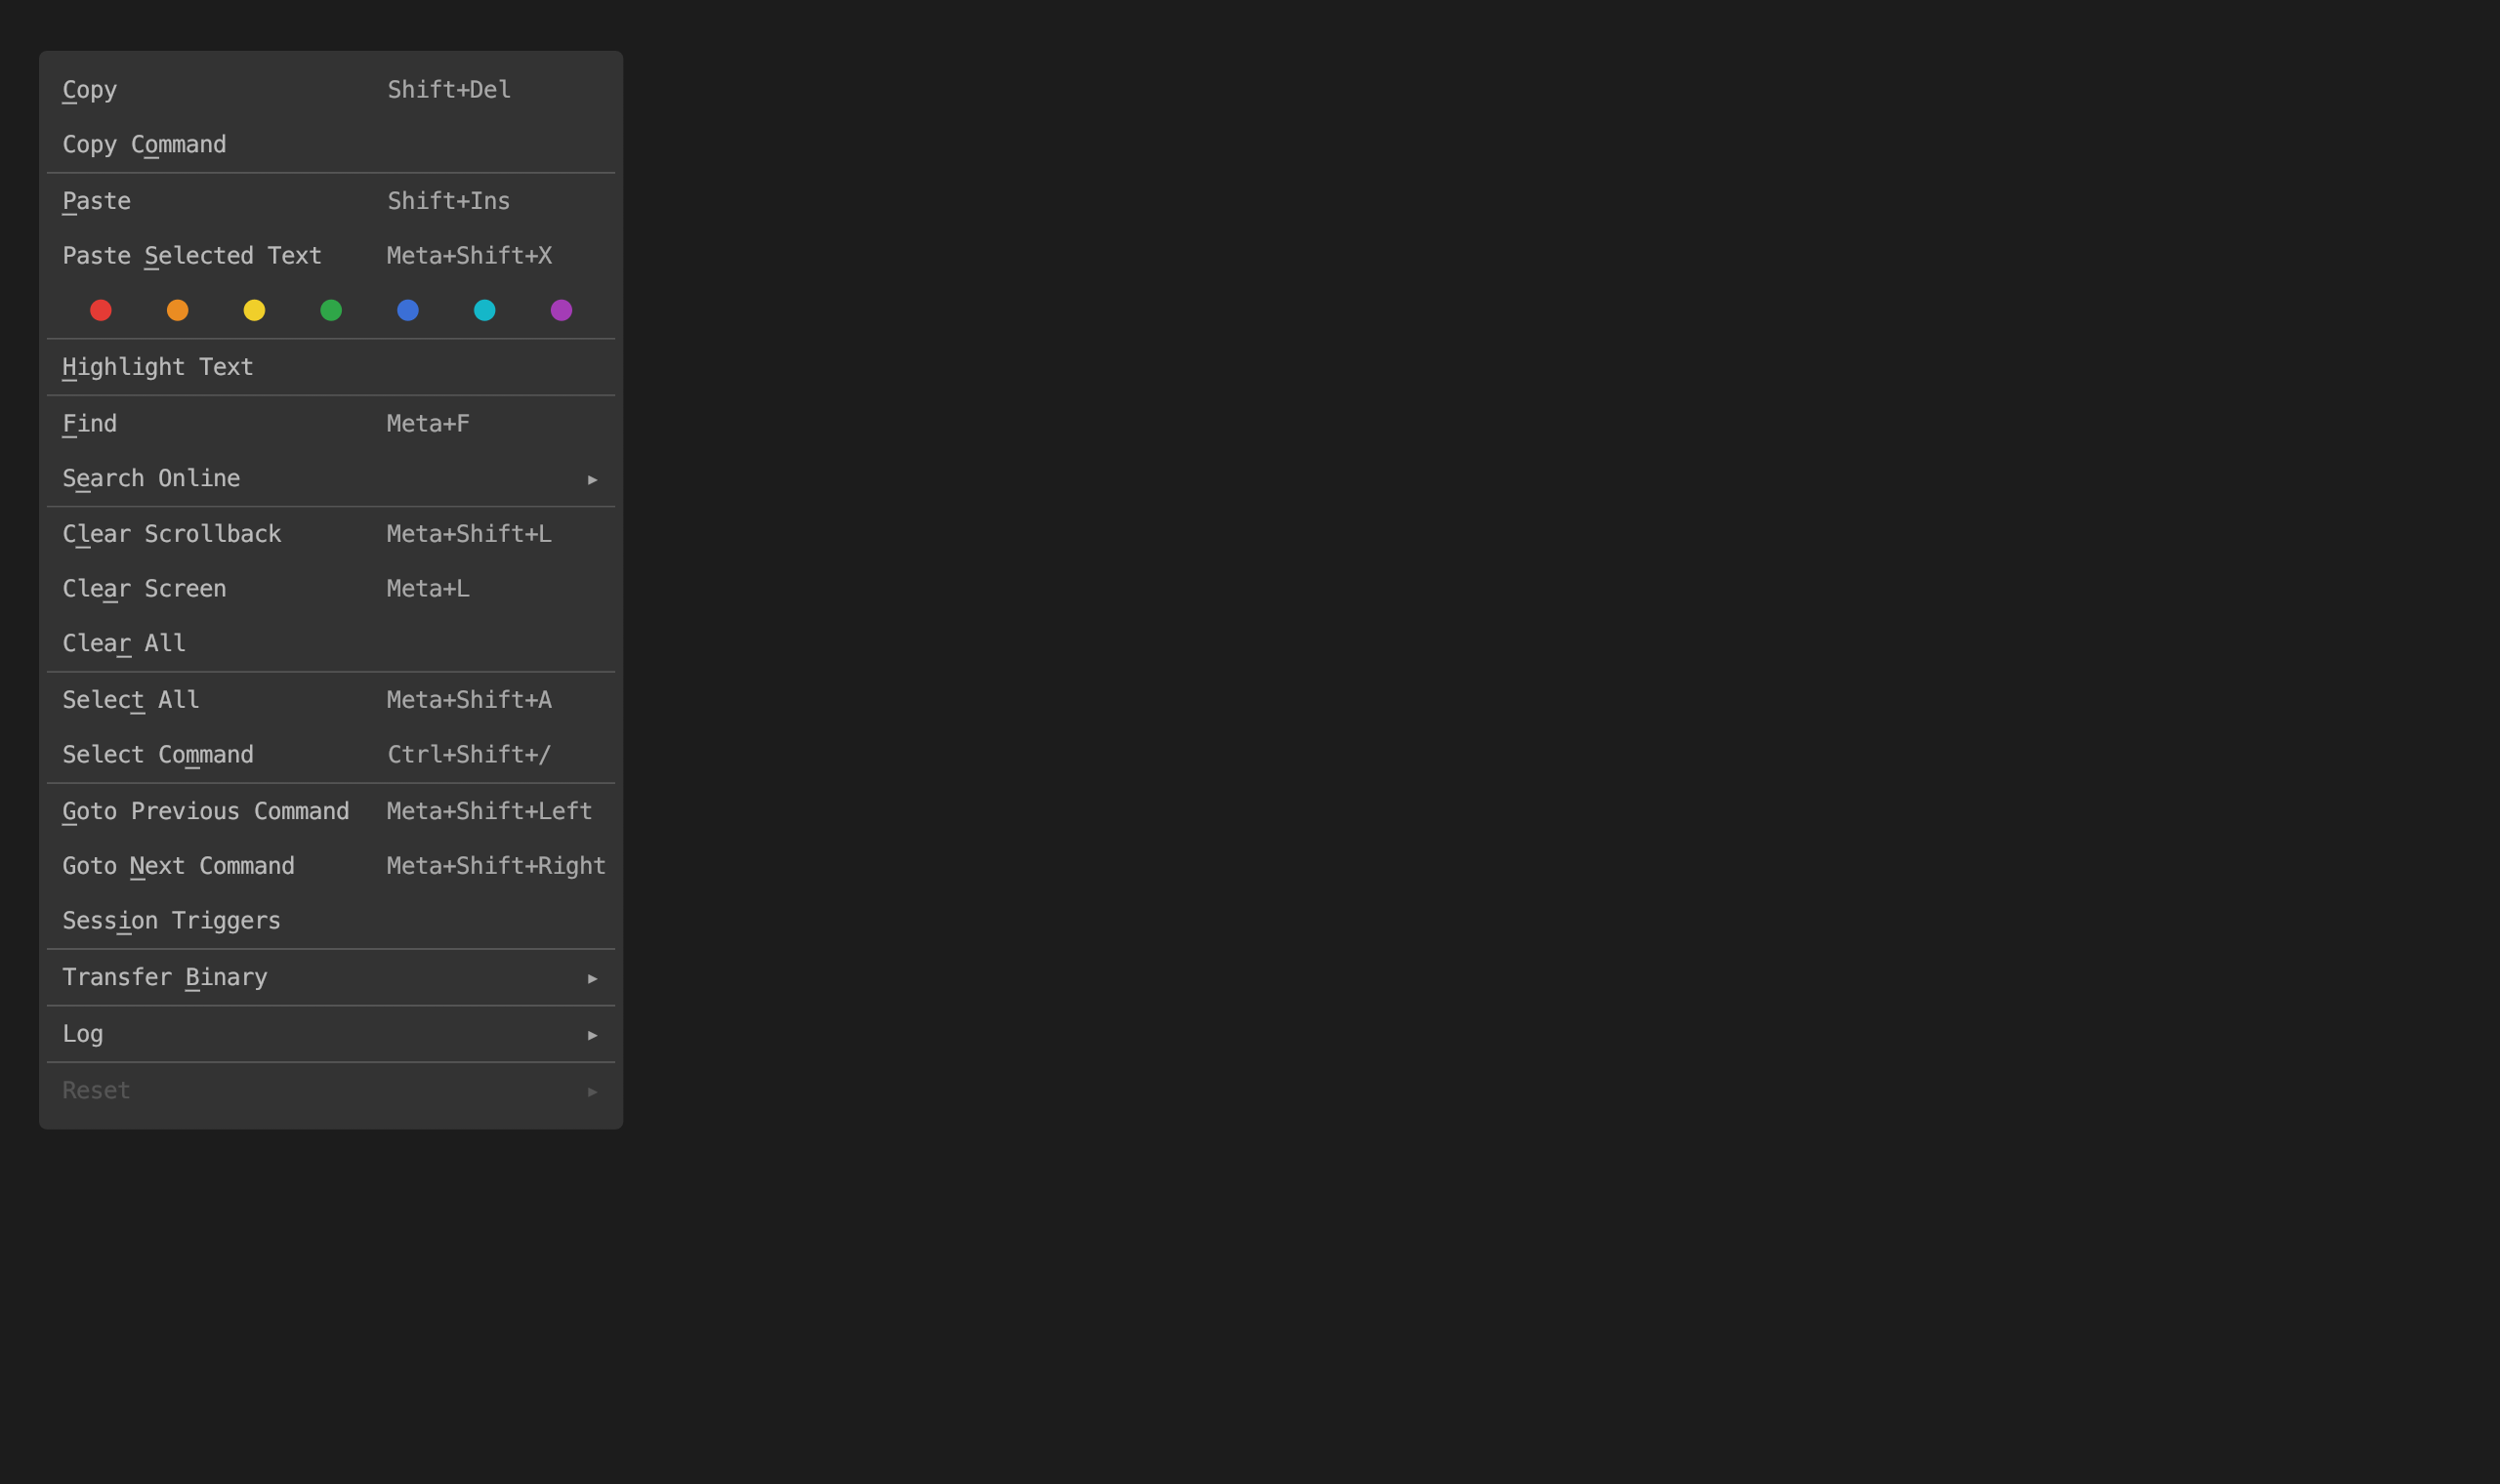 Copy Shift+Del
Copy Command
Paste Shift+Ins
Paste Selected Text Meta+Shift+X
Highlight Text
Find Meta+F
Search Online ▸
Clear Scrollback Meta+Shift+L
Clear Screen Meta+L
Clear All
Select All Meta+Shift+A
Select Command Ctrl+Shift+/
Goto Previous Command Meta+Shift+Left
Goto Next Command Meta+Shift+Right
Session Triggers
Transfer Binary ▸
Log ▸
Reset ▸